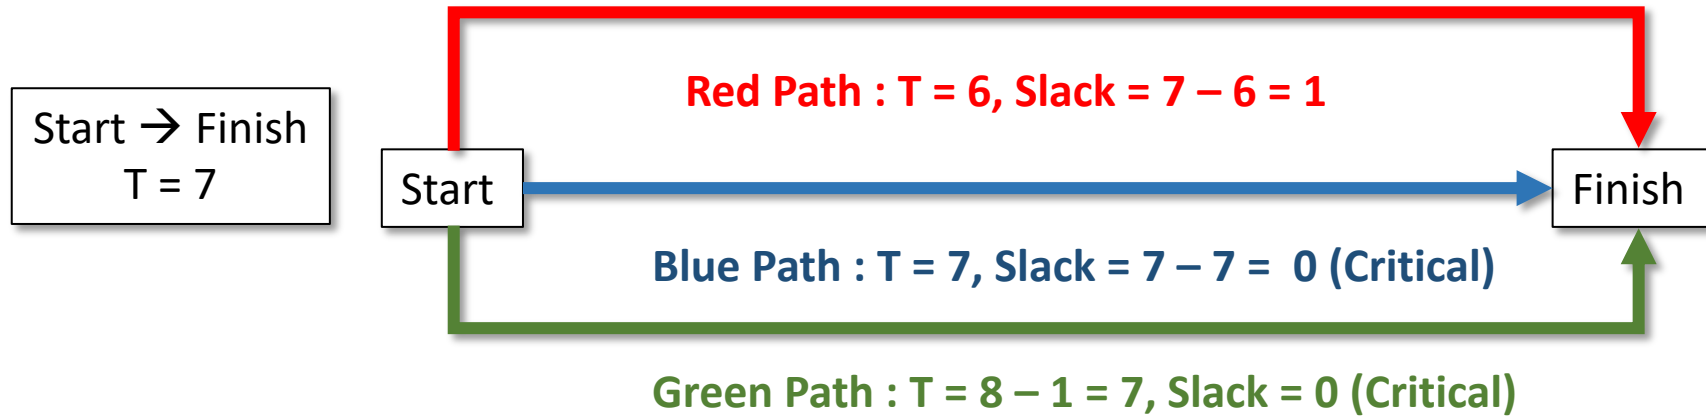 Red Path : T = 6, Slack = 7 – 6 = 1
Start → Finish
T = 7
Start
Finish
Blue Path : T = 7, Slack = 7 – 7 =  0 (Critical)
Green Path : T = 8 – 1 = 7, Slack = 0 (Critical)